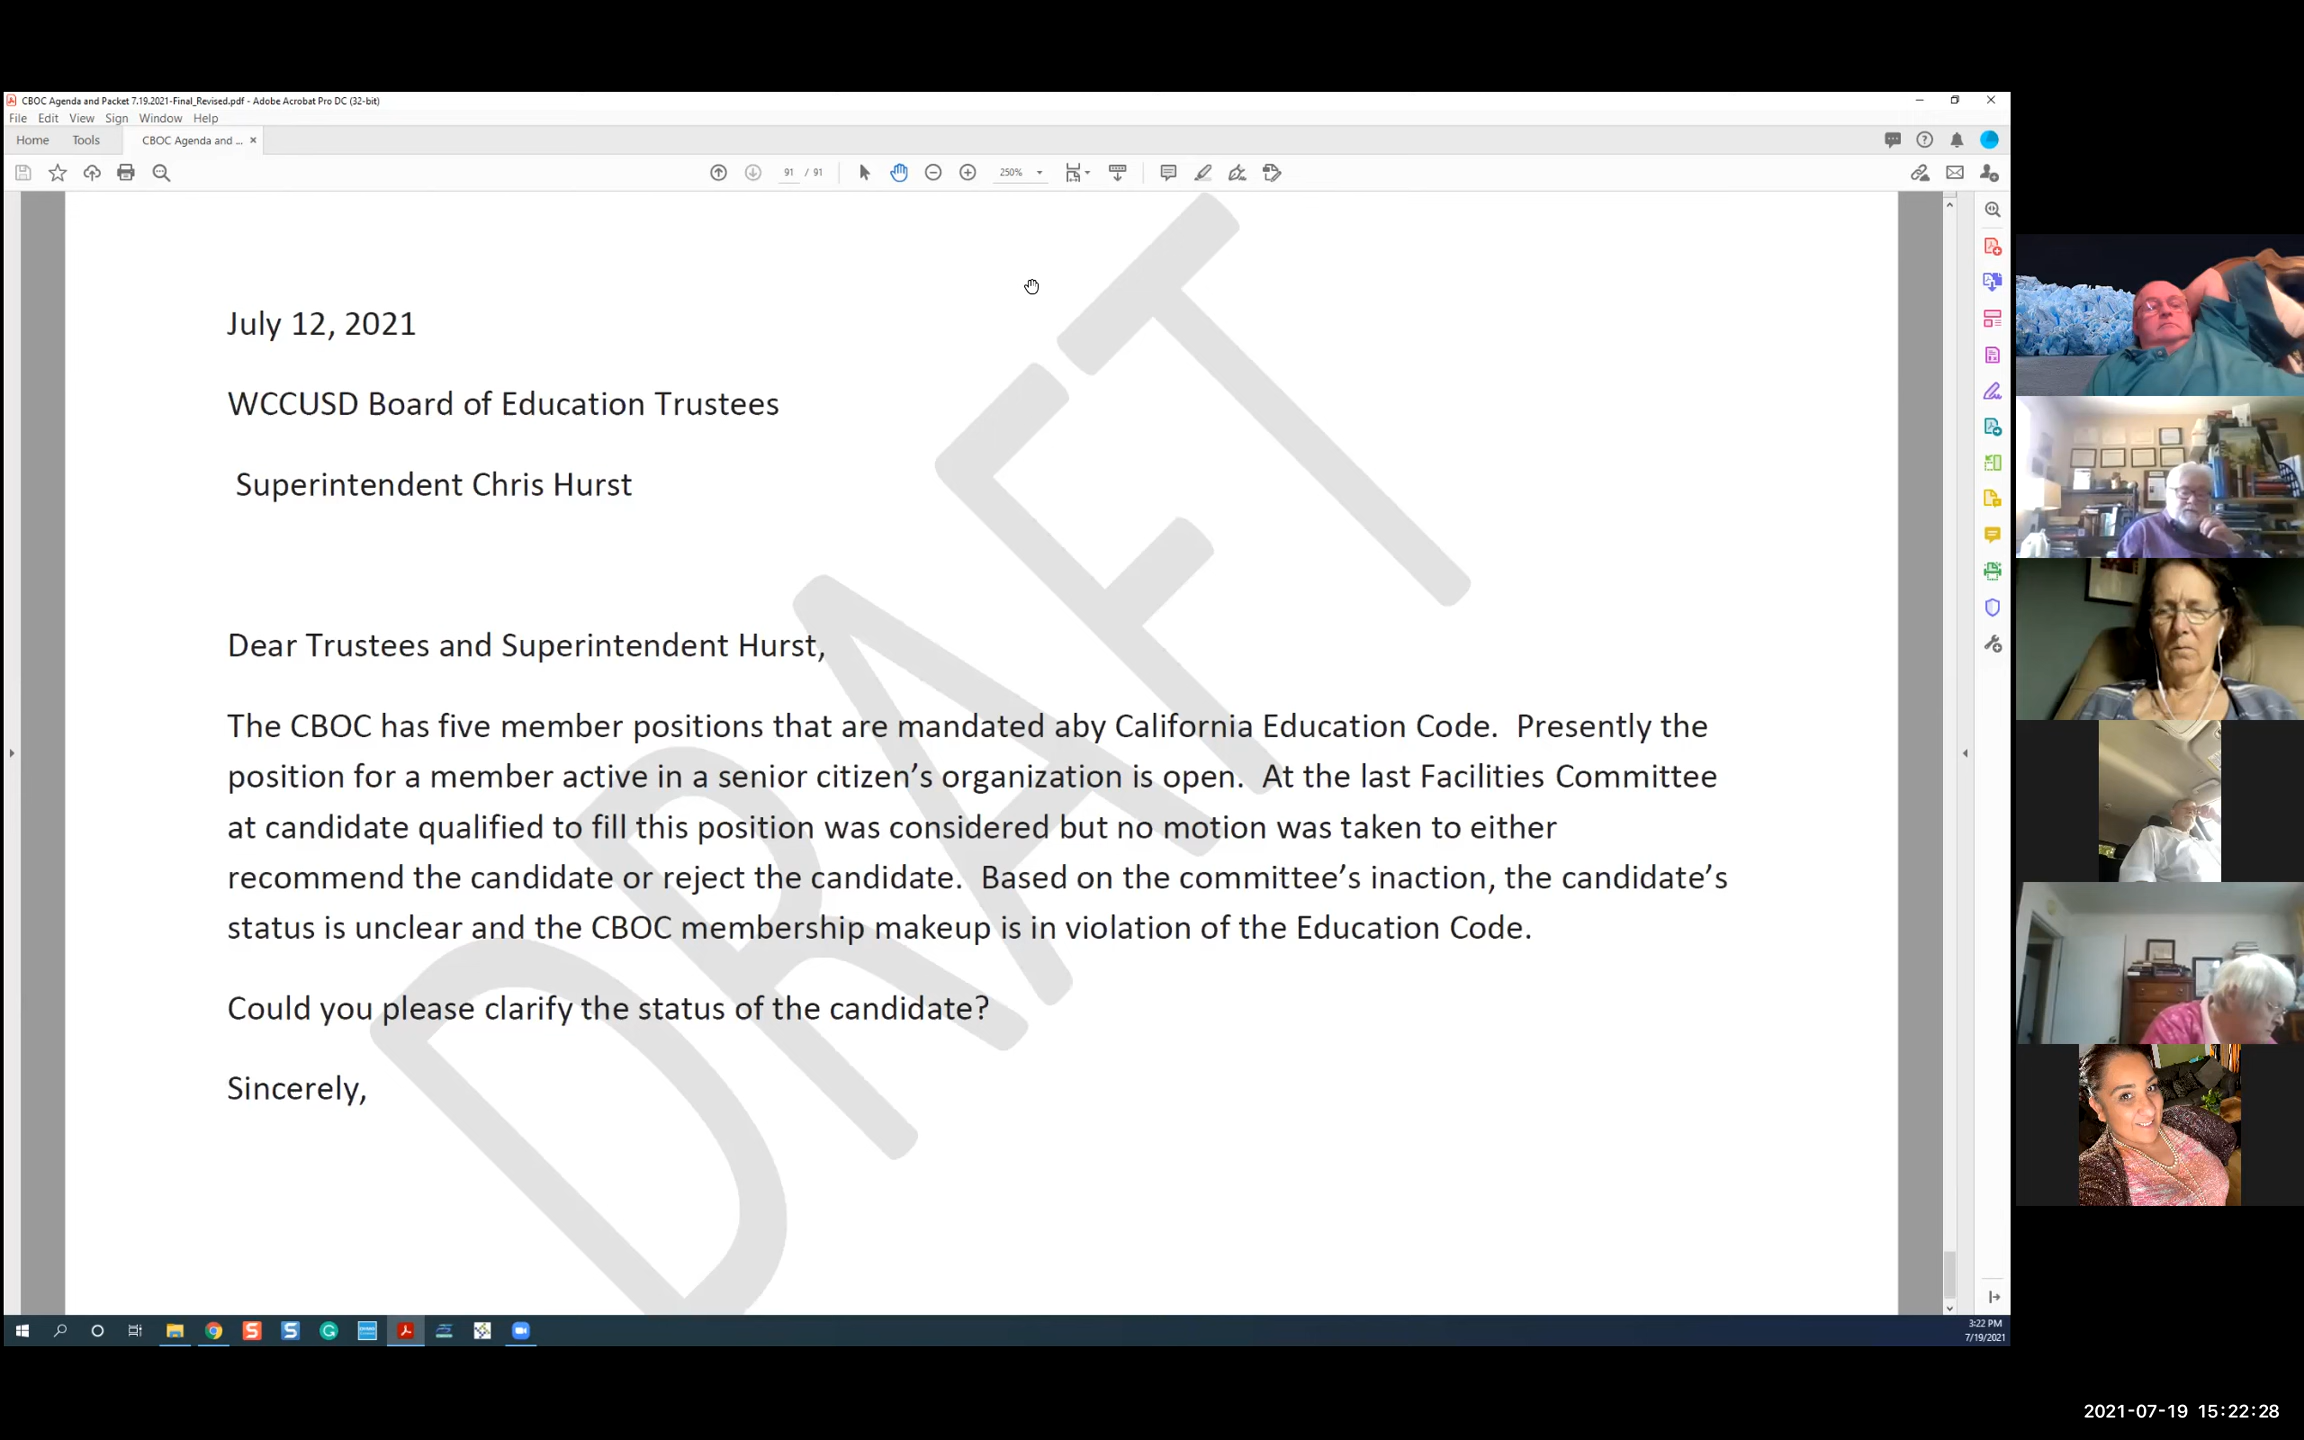 CBOC Agenda and Packet 7.19.2021-Final_Revised.pdf - Adobe Acrobat Pro DC (32-bit)
File Edit View Sign Window Help
Home Tools CBOC Agenda and ...
91 / 91 250%
DRAFT
July 12, 2021
WCCUSD Board of Education Trustees
Superintendent Chris Hurst
Dear Trustees and Superintendent Hurst,
The CBOC has five member positions that are mandated aby California Education Code. Presently the
position for a member active in a senior citizen’s organization is open. At the last Facilities Committee
at candidate qualified to fill this position was considered but no motion was taken to either
recommend the candidate or reject the candidate. Based on the committee’s inaction, the candidate’s
status is unclear and the CBOC membership makeup is in violation of the Education Code.
Could you please clarify the status of the candidate?
Sincerely,
3:22 PM
7/19/2021
2021-07-19 15:22:28